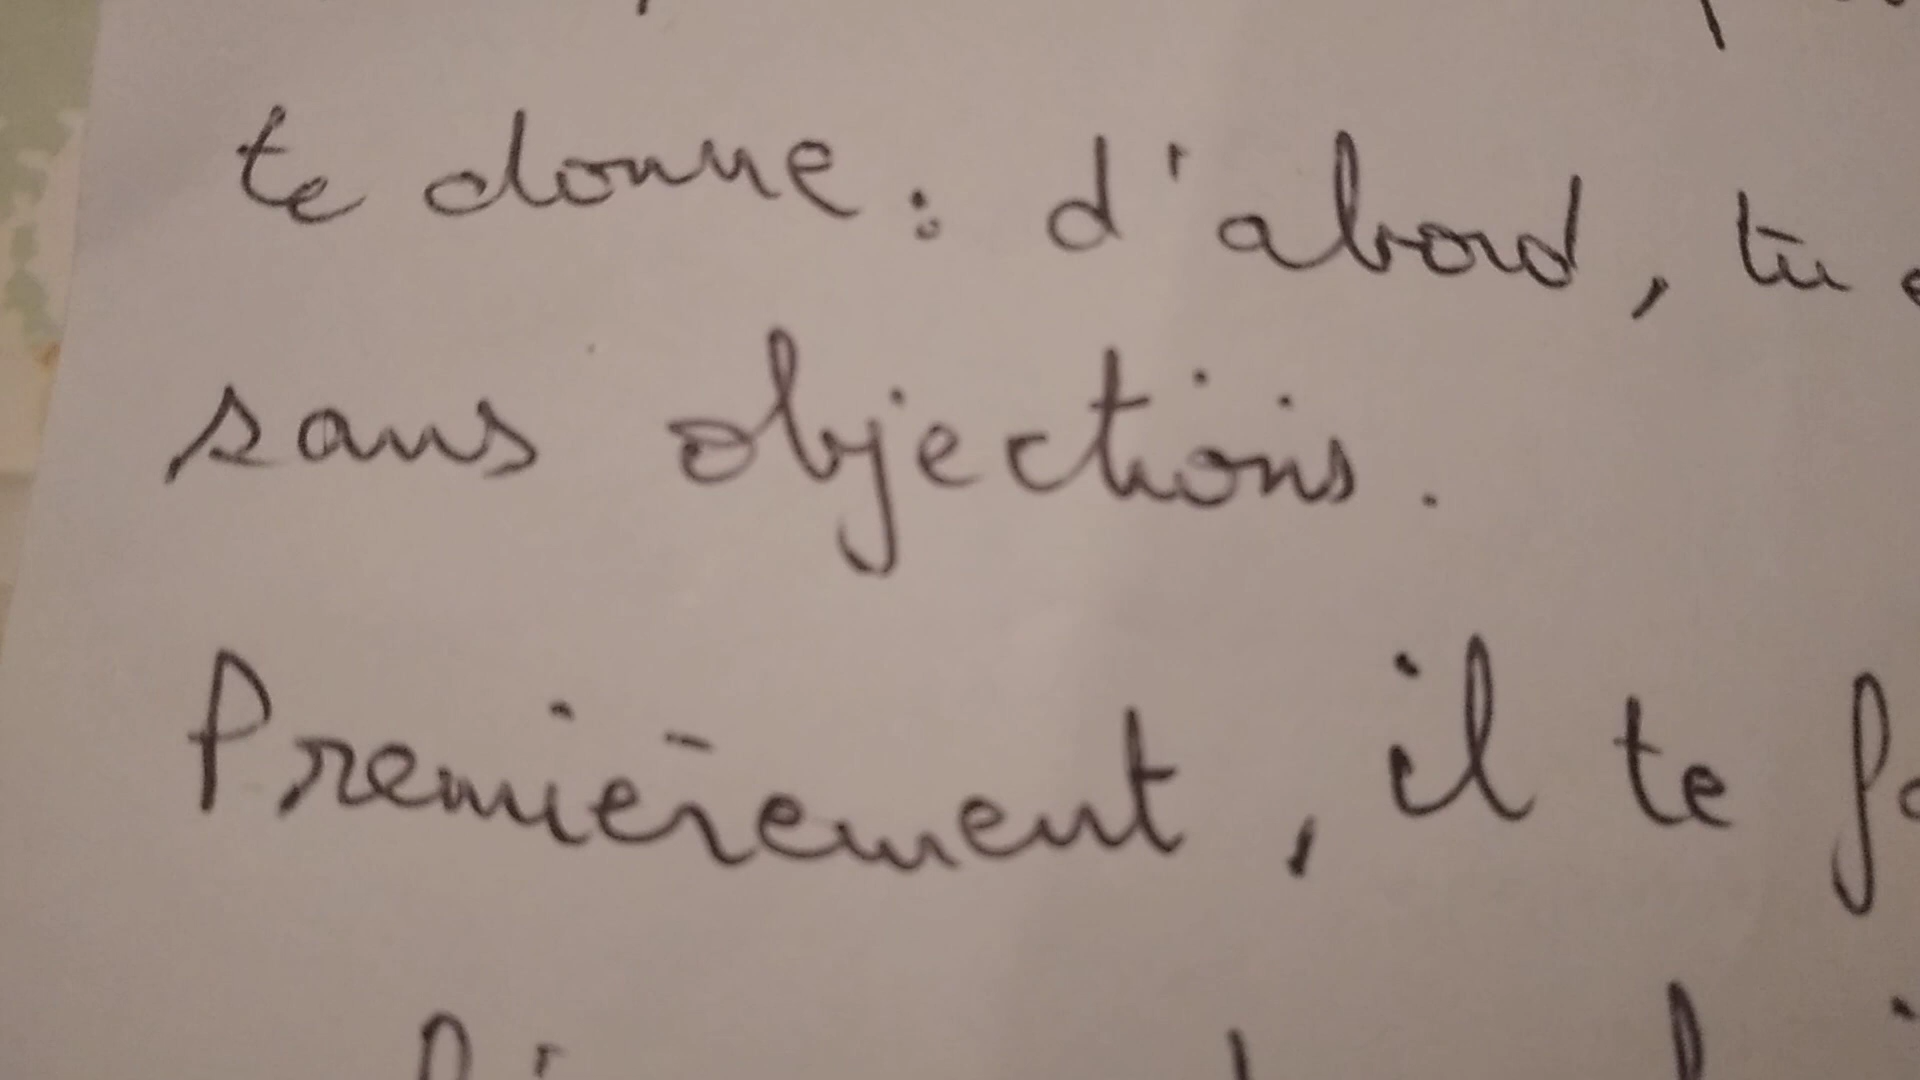 te donne : d'abord, tu
sans objections.
Premièrement, il te